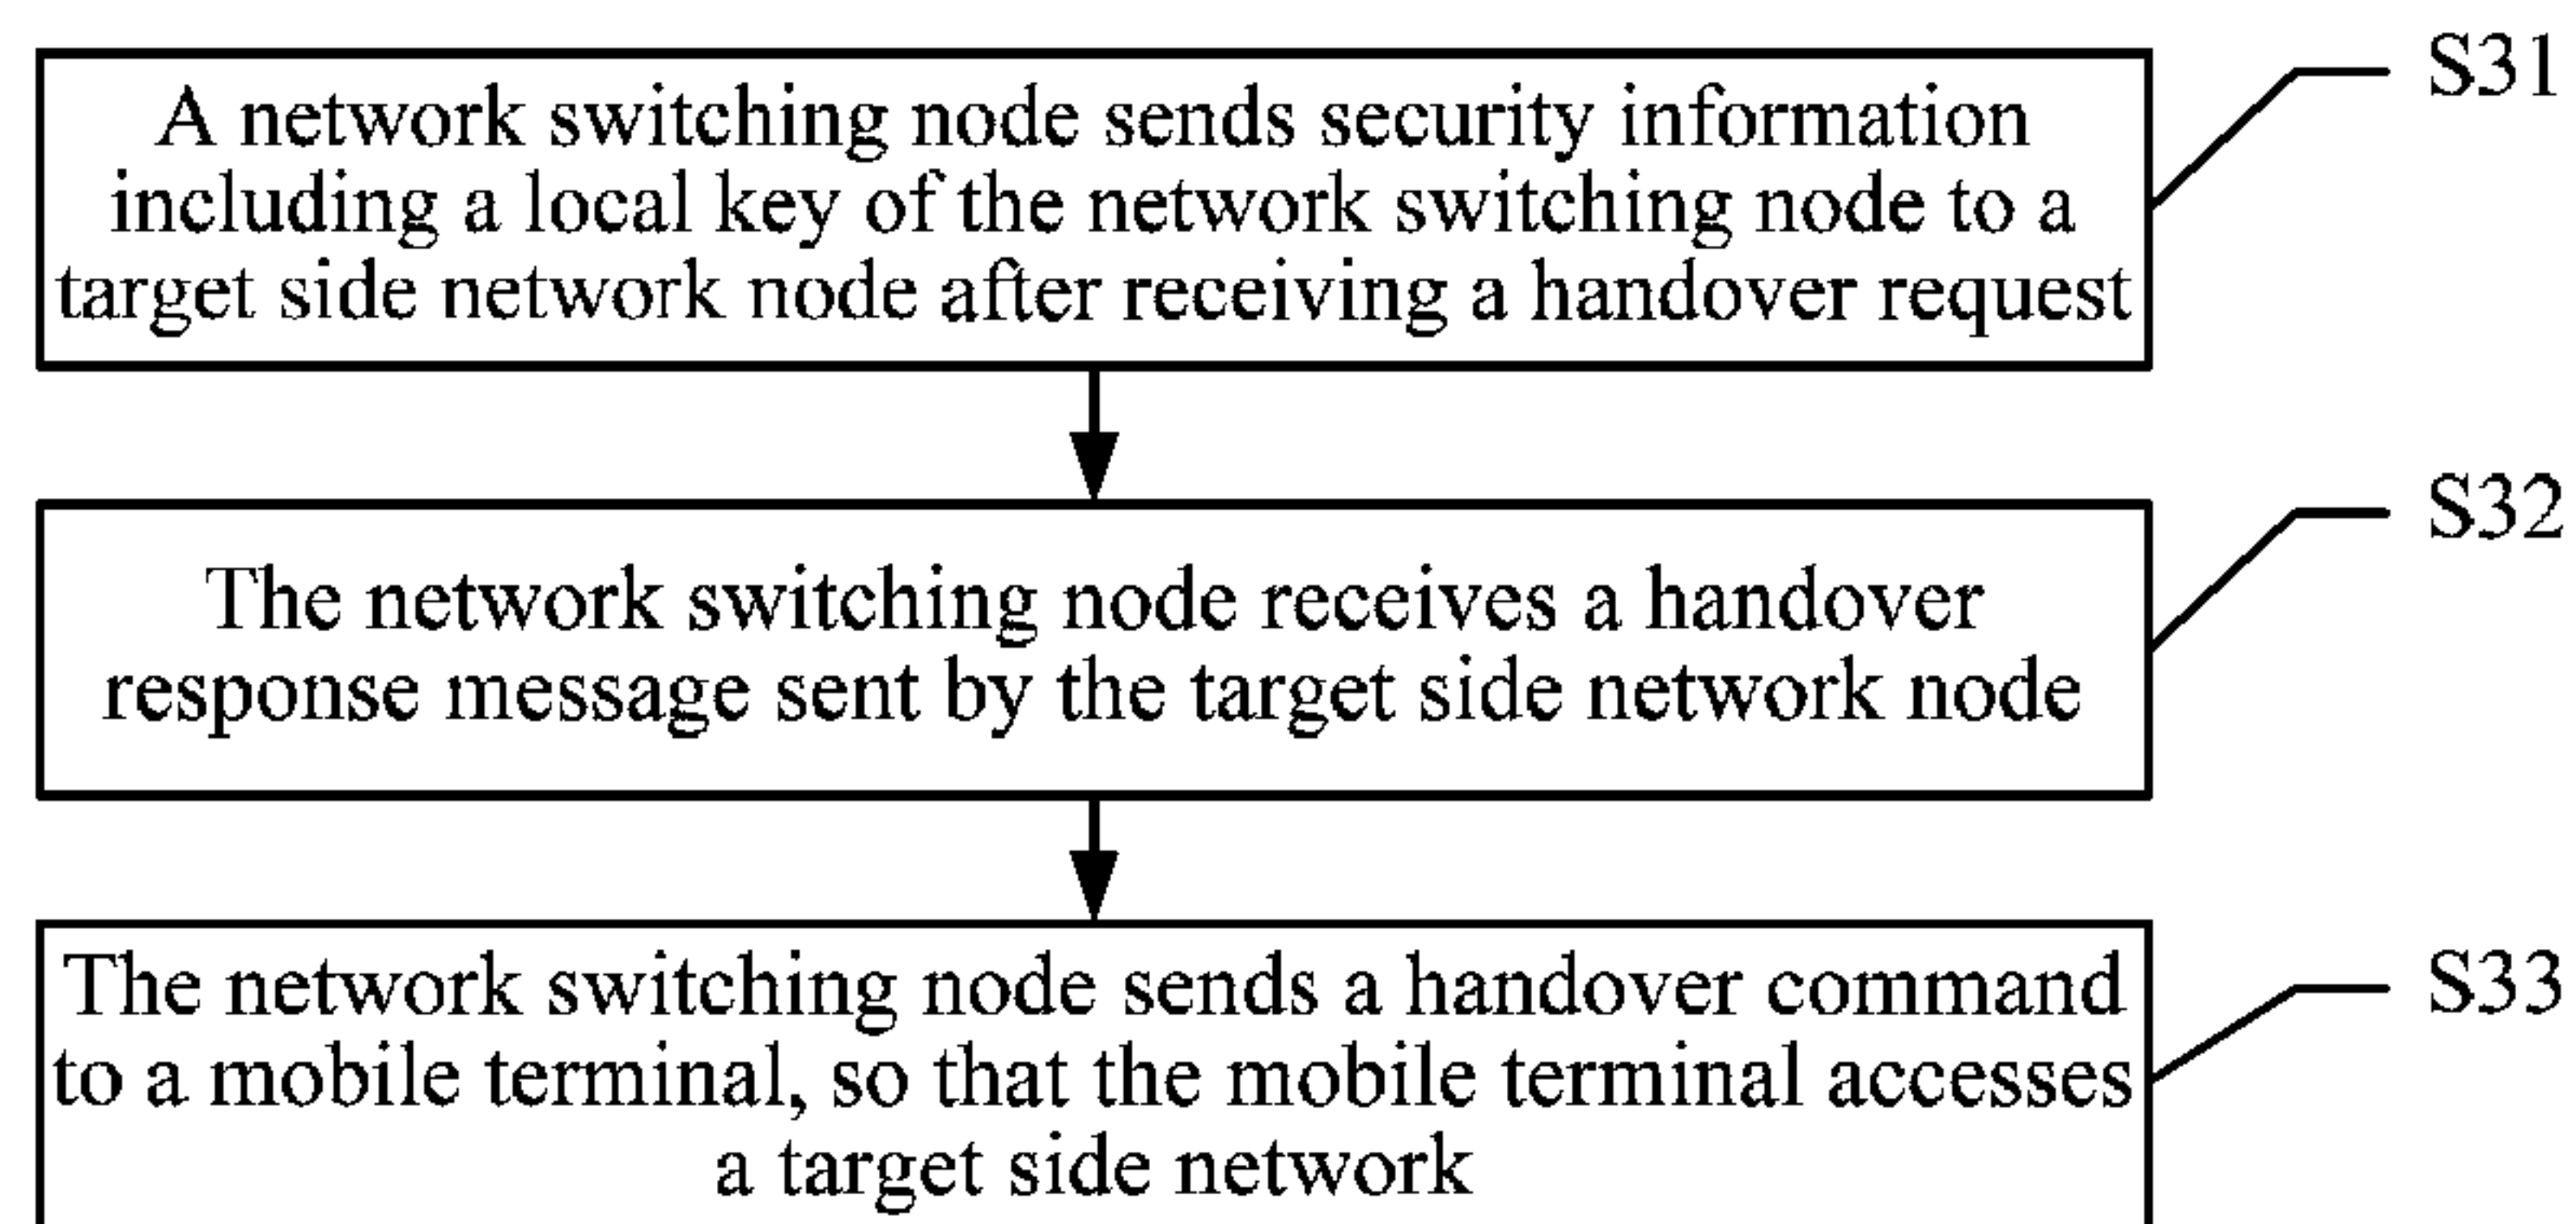 A network switching node sends security information
including a local key of the network switching node to a
target side network node after receiving a handover request
S31
The network switching node receives a handover
response message sent by the target side network node
S32
The network switching node sends a handover command
to a mobile terminal, so that the mobile terminal accesses
a target side network
S33